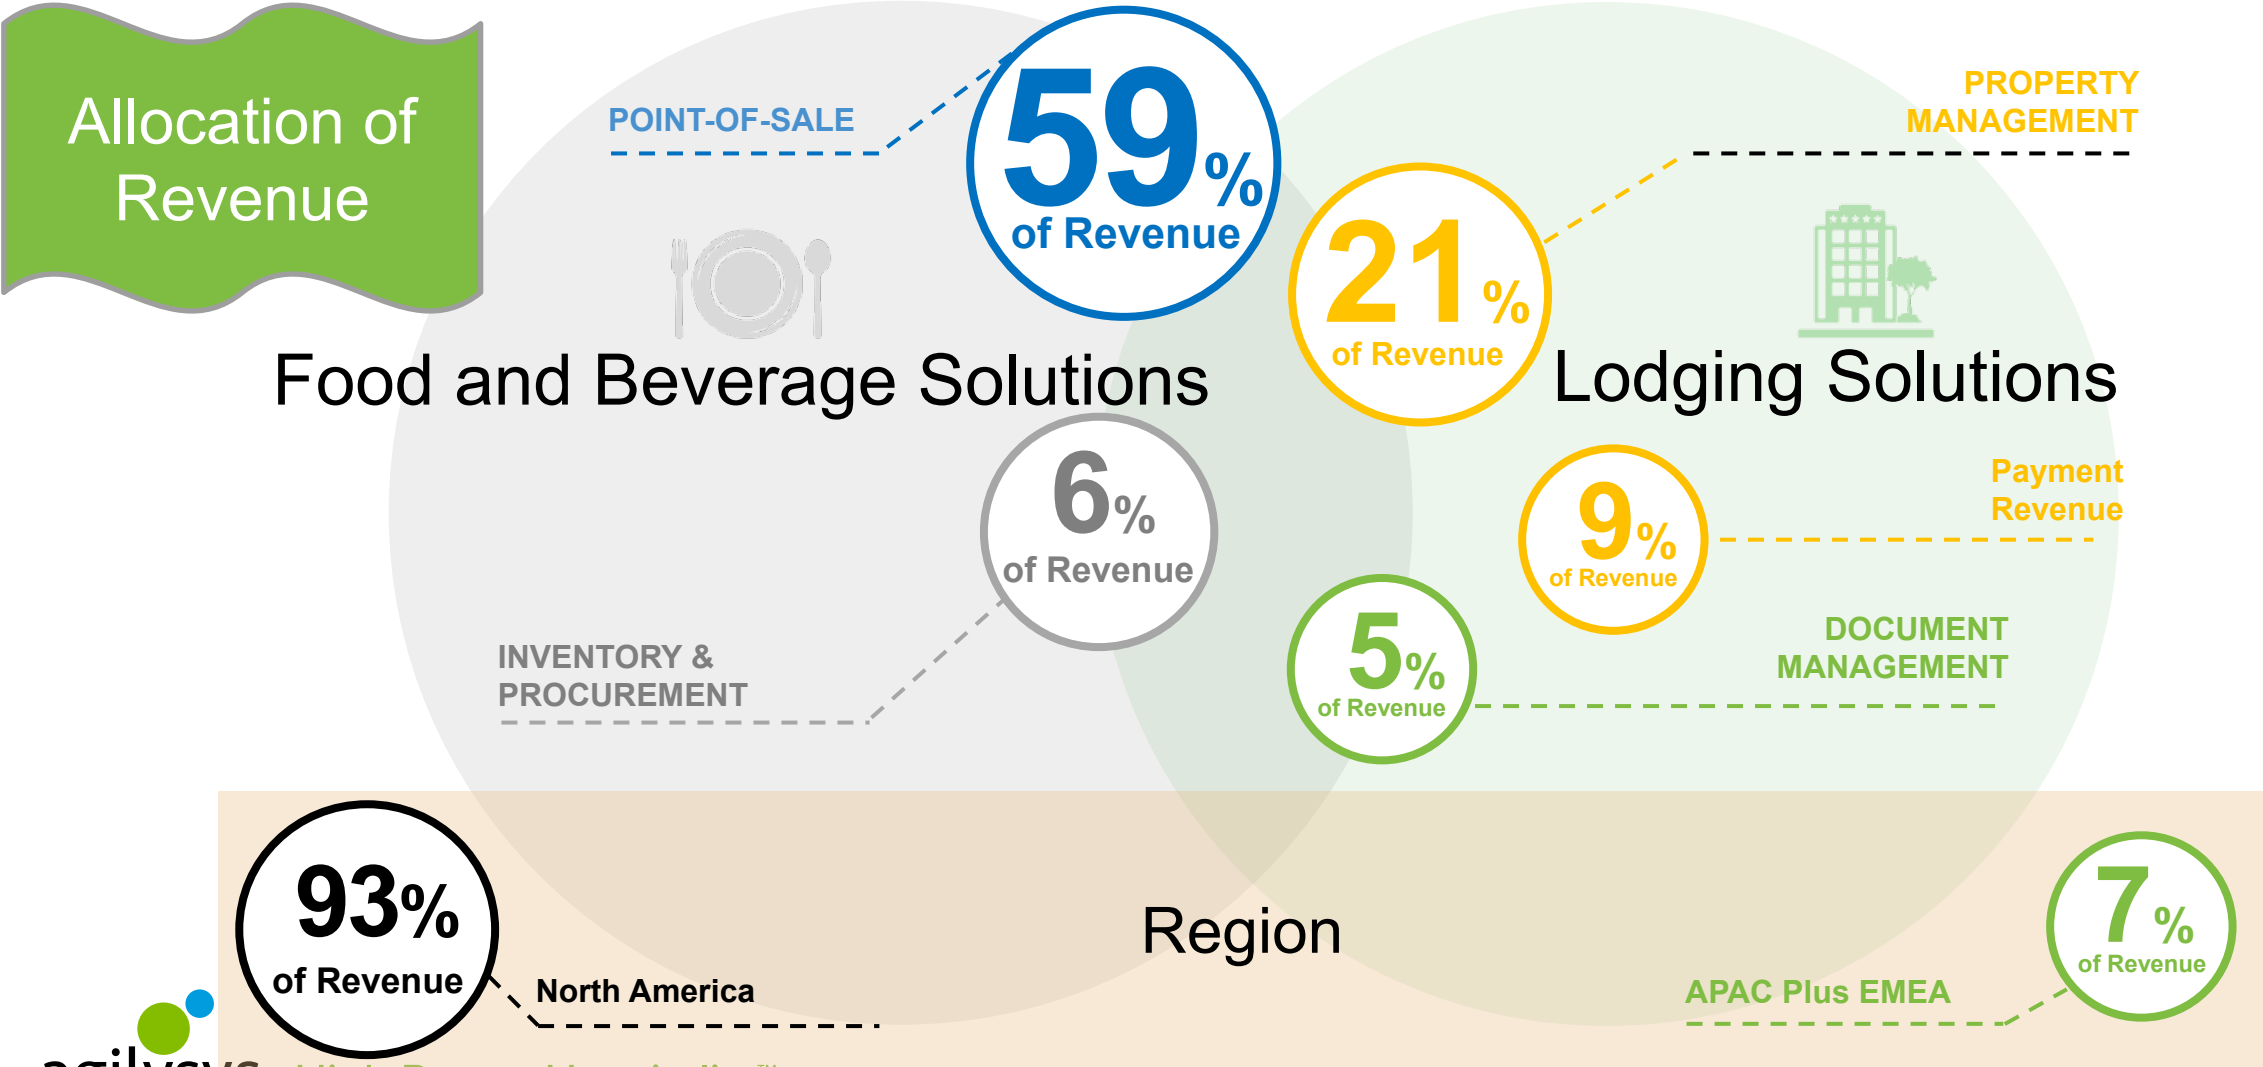 Allocation of
Revenue
POINT-OF-SALE
59%
of Revenue
PROPERTY
MANAGEMENT
21%
of Revenue
Food and Beverage Solutions
Lodging Solutions
6%
of Revenue
INVENTORY &
PROCUREMENT
9%
of Revenue
Payment
Revenue
5%
of Revenue
DOCUMENT
MANAGEMENT
93%
of Revenue
North America
Region
7%
of Revenue
APAC Plus EMEA
agilysys